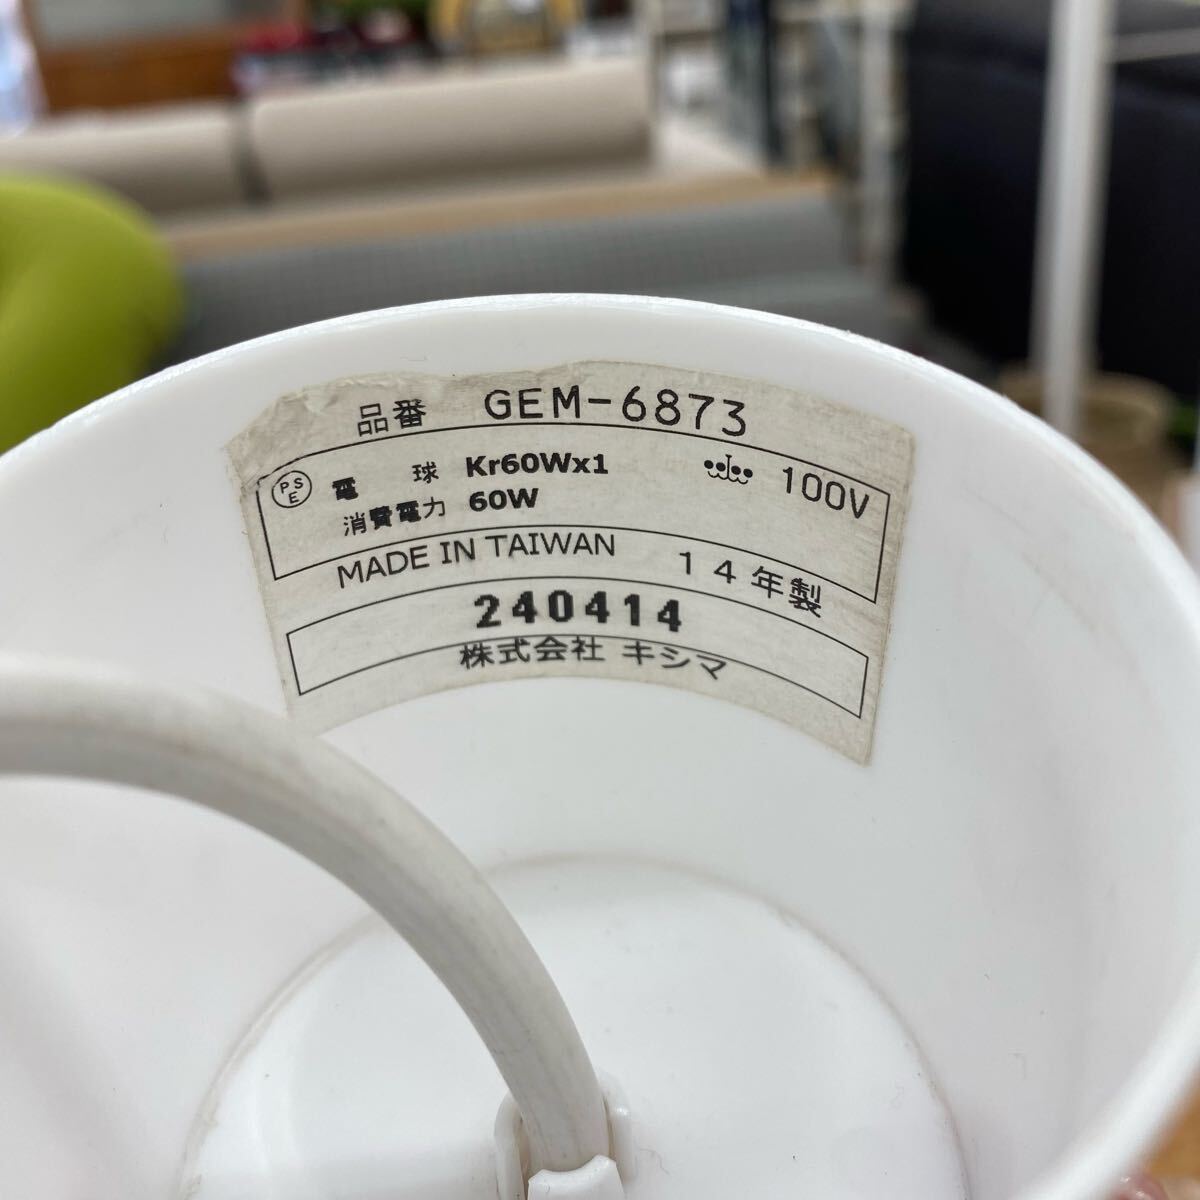 品番 GEM-6873
PSE 電球 Kr60Wx1 100V
消費電力 60W
MADE IN TAIWAN 14年製
240414
株式会社 キシマ